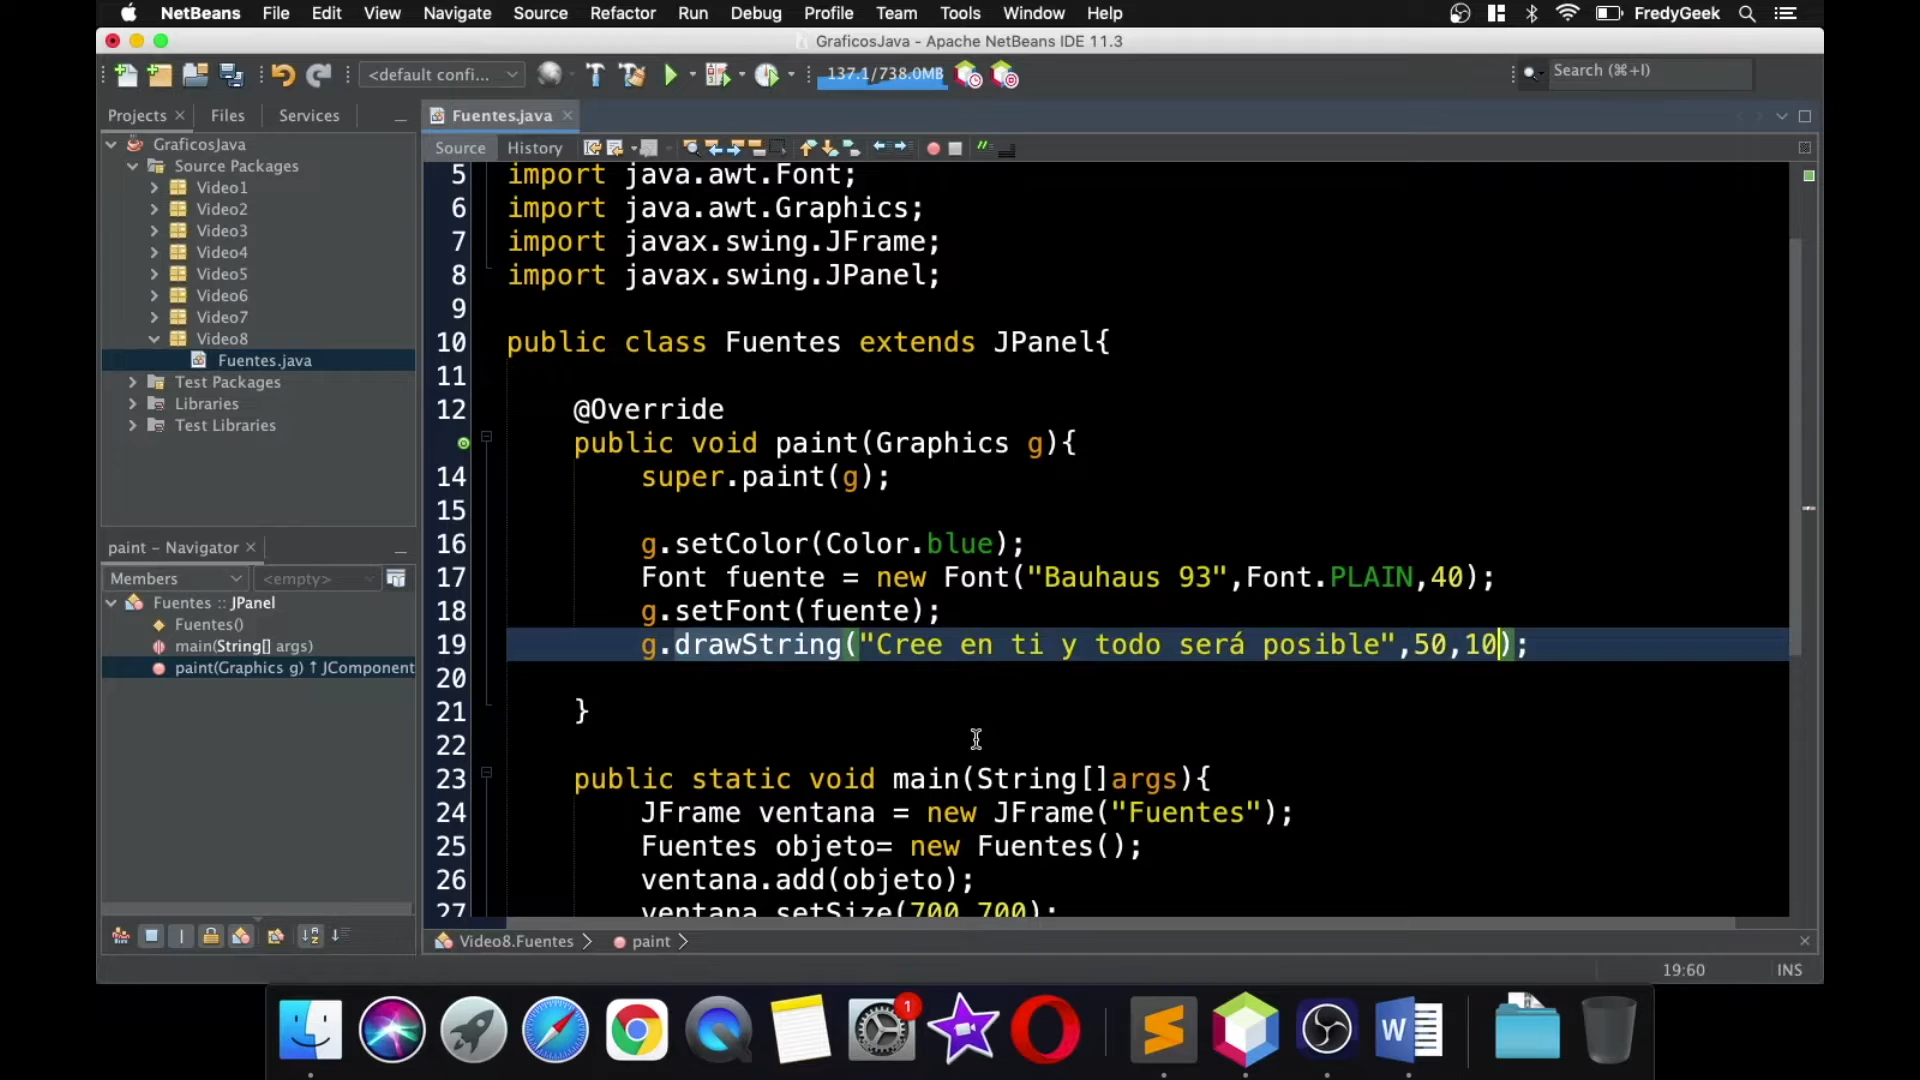 NetBeans File Edit View Navigate Source Refactor Run Debug Profile Team Tools Window Help FredyGeek
GraficosJava - Apache NetBeans IDE 11.3
<default confi... 137.1/738.0MB Search (⌘+I)
Projects Files Services Fuentes.java
Source History
GraficosJava
Source Packages
Video1
Video2
Video3
Video4
Video5
Video6
Video7
Video8
Fuentes.java
Test Packages
Libraries
Test Libraries
paint - Navigator
Members <empty>
Fuentes :: JPanel
Fuentes()
main(String[] args)
paint(Graphics g) ↑ JComponent
5 import java.awt.Font;
6 import java.awt.Graphics;
7 import javax.swing.JFrame;
8 import javax.swing.JPanel;
9
10 public class Fuentes extends JPanel{
11
12 @Override
public void paint(Graphics g){
14 super.paint(g);
15
16 g.setColor(Color.blue);
17 Font fuente = new Font("Bauhaus 93",Font.PLAIN,40);
18 g.setFont(fuente);
19 g.drawString("Cree en ti y todo será posible",50,10);
20
21 }
22
23 public static void main(String[]args){
24 JFrame ventana = new JFrame("Fuentes");
25 Fuentes objeto= new Fuentes();
26 ventana.add(objeto);
27 ventana.setSize(700,700);
Video8.Fuentes paint
19:60 INS
1
W